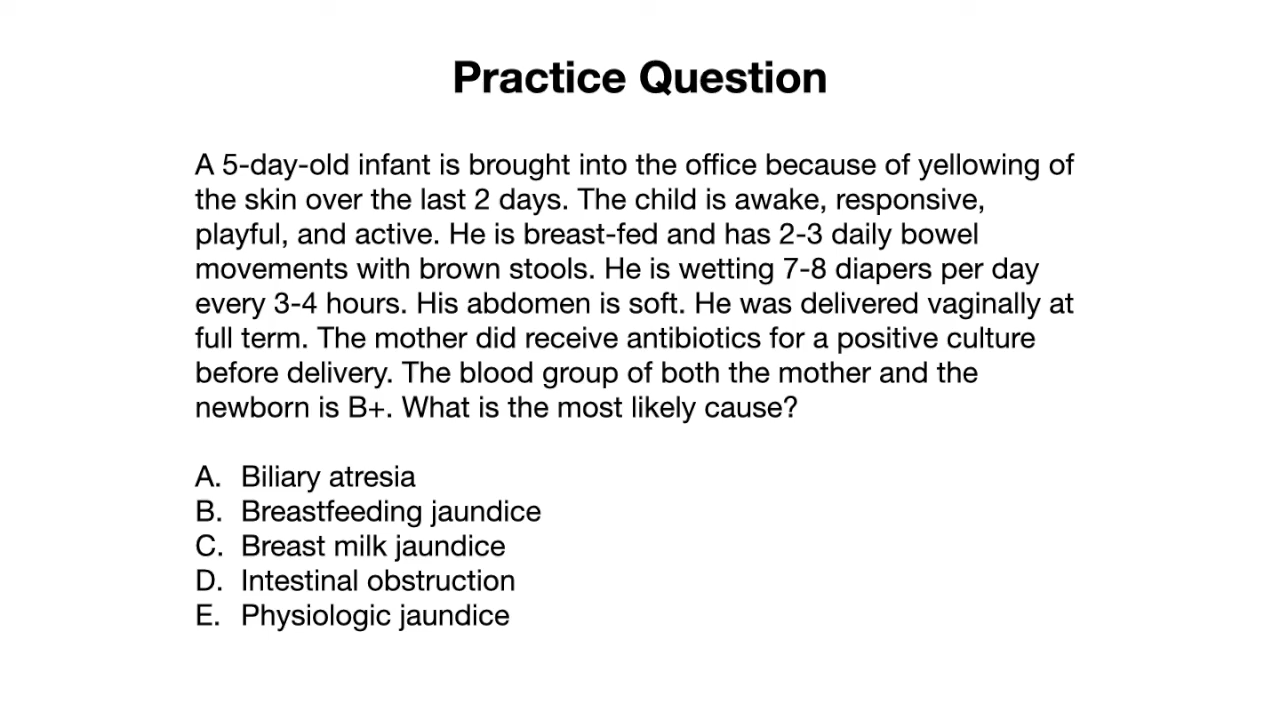 Practice Question
A 5-day-old infant is brought into the office because of yellowing of
the skin over the last 2 days. The child is awake, responsive,
playful, and active. He is breast-fed and has 2-3 daily bowel
movements with brown stools. He is wetting 7-8 diapers per day
every 3-4 hours. His abdomen is soft. He was delivered vaginally at
full term. The mother did receive antibiotics for a positive culture
before delivery. The blood group of both the mother and the
newborn is B+. What is the most likely cause?
A. Biliary atresia
B. Breastfeeding jaundice
C. Breast milk jaundice
D. Intestinal obstruction
E. Physiologic jaundice